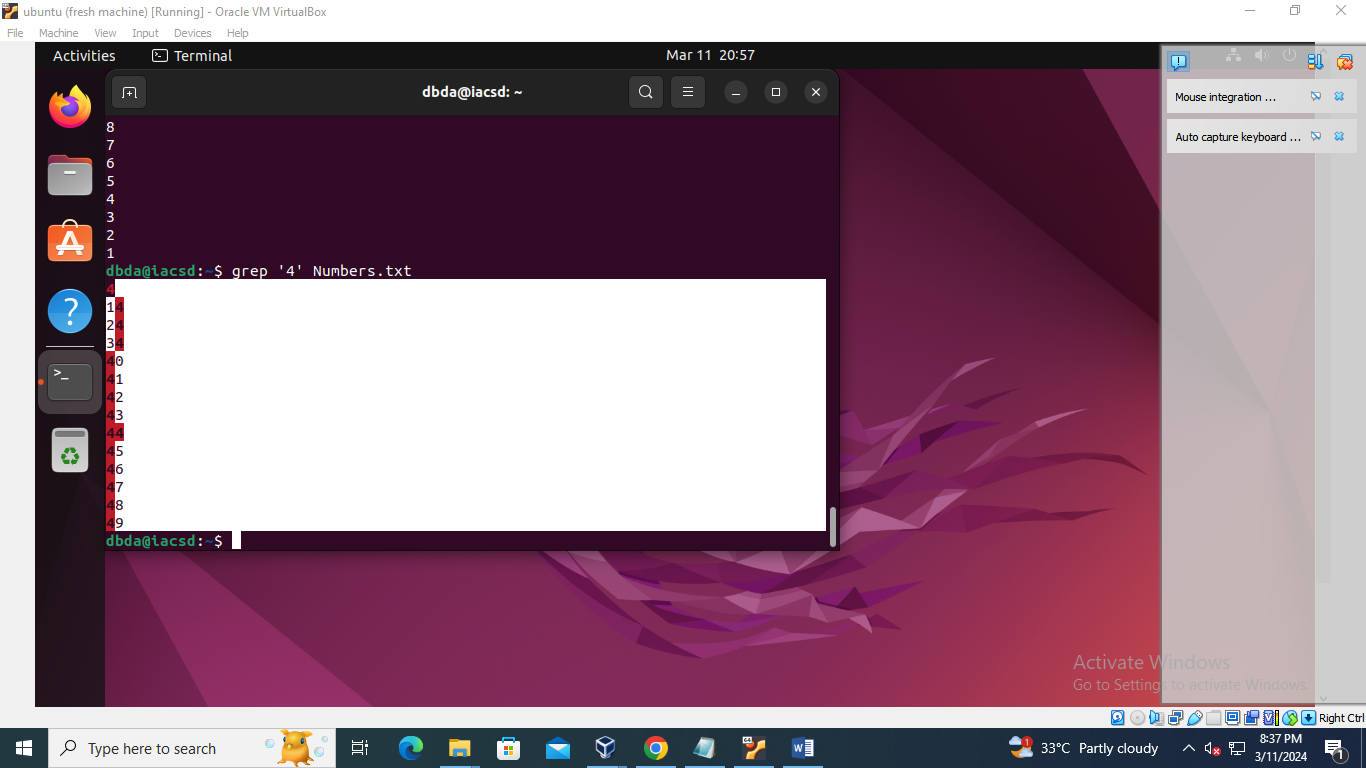 ubuntu (fresh machine) [Running] - Oracle VM VirtualBox
File Machine View Input Devices Help
Activities Terminal Mar 11 20:57
dbda@iacsd: ~
Mouse integration ...
Auto capture keyboard ...
8
7
6
5
4
3
2
1
dbda@iacsd:~$ grep '4' Numbers.txt
4
14
24
34
40
41
42
43
44
45
46
47
48
49
dbda@iacsd:~$
Activate Windows
Go to Settings to activate Windows.
Right Ctrl
Type here to search
1
33°C Partly cloudy
8:37 PM
3/11/2024
1